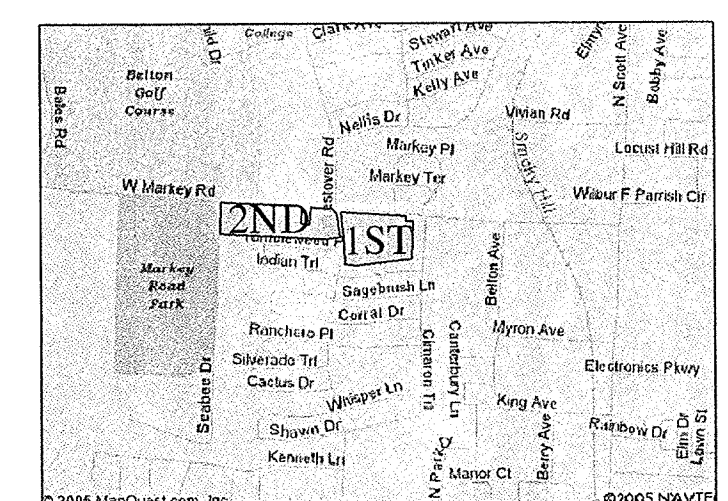 College
Clark Ave
Stewart Ave
Tinker Ave
Kelly Ave
N Scott Ave
Bobby Ave
Belton
Golf
Course
Bales Rd
Nellis Dr
Vivian Rd
Markey Pl
Locust Hill Rd
Markey Ter
W Markey Rd
Wilbur F Parrish Cir
2ND
1ST
Indian Trl
Markey
Road
Park
Belton Ave
Sagebrush Ln
Corral Dr
Ranchero Pl
Myron Ave
Silverado Trl
Cimaron Trl
Canterbury Ln
Electronics Pkwy
Cactus Dr
Seabee Dr
Whisper Ln
King Ave
Shawn Dr
Berry Ave
Rainbow Dr
Elm Dr
Lawn St
Kenneth Ln
N Park
Manor Ct
© 2005 MapQuest.com, Inc
©2005 NAVTE